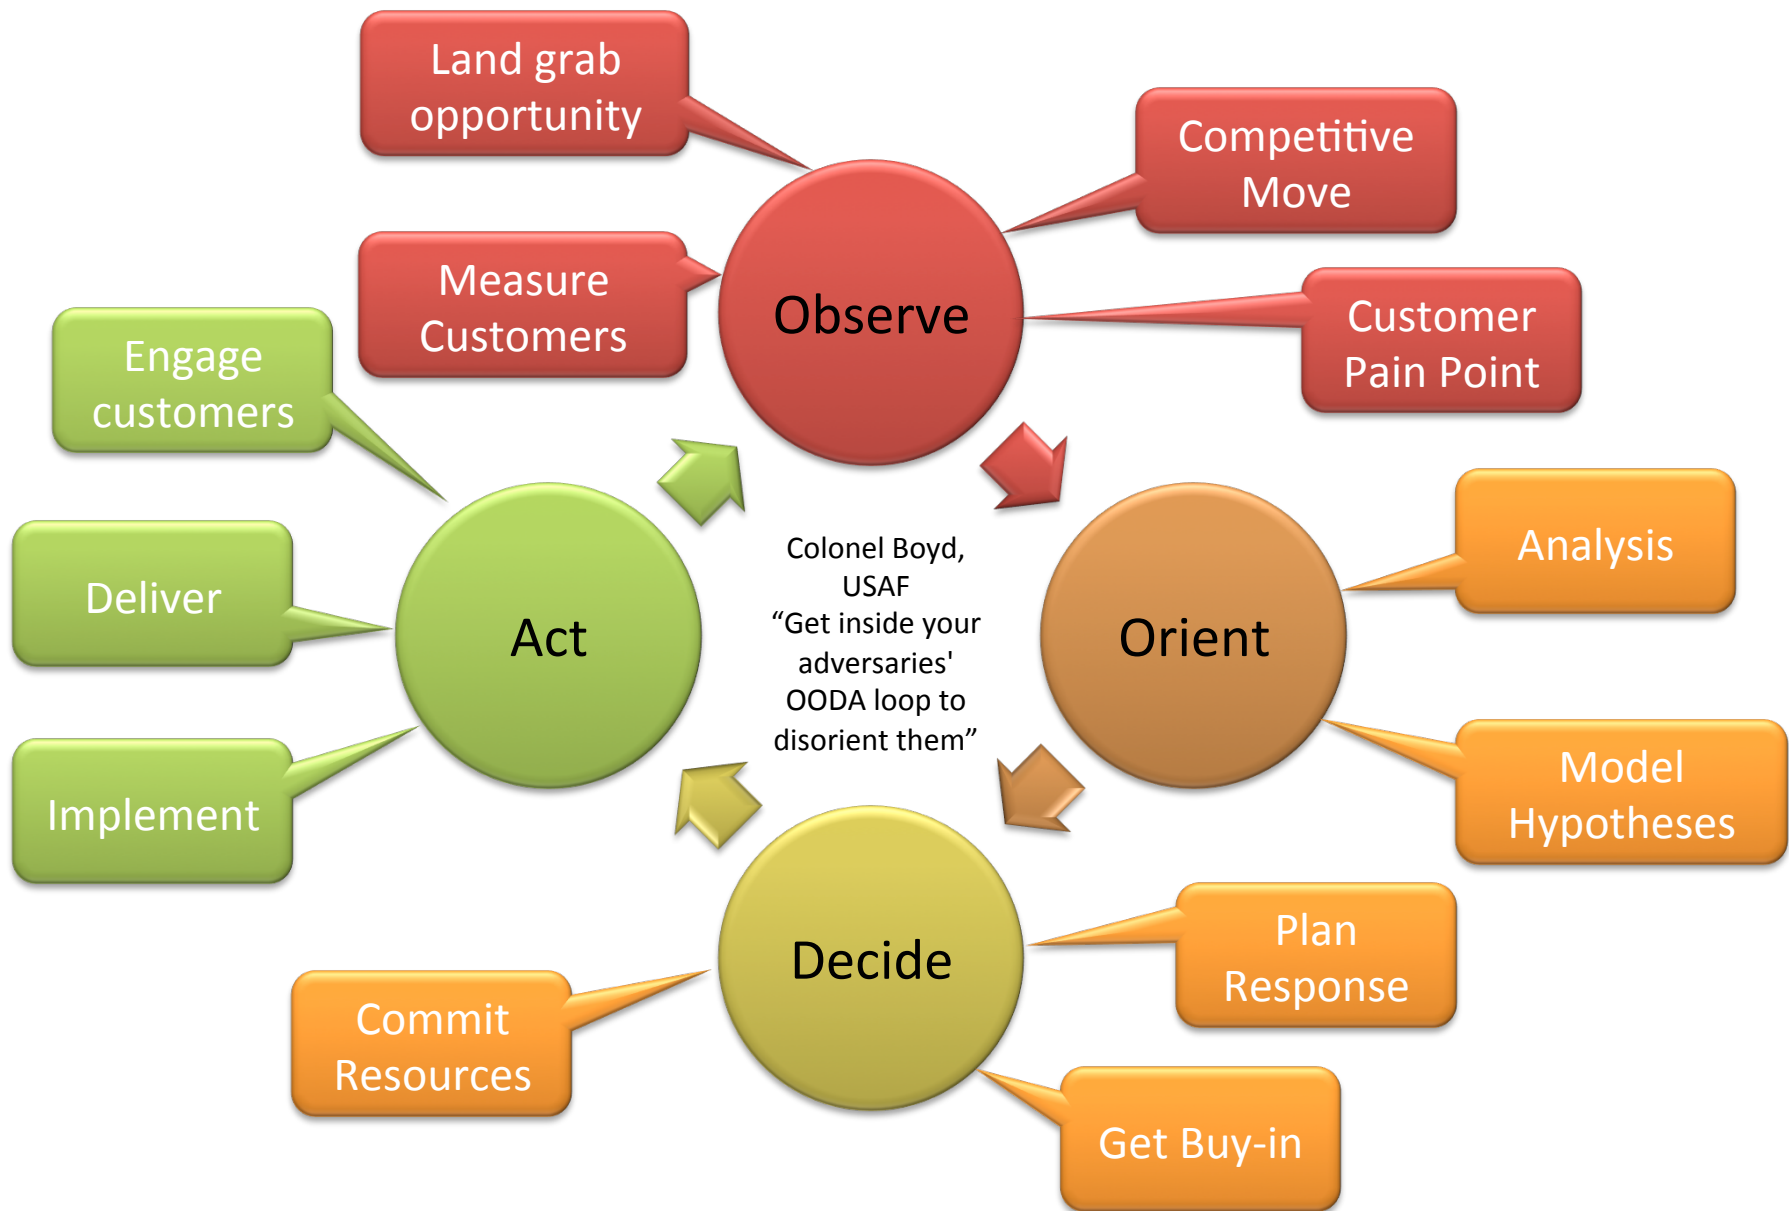 Land grab
opportunity
Competitive
Move
Measure
Customers
Observe
Customer
Pain Point
Engage
customers
Analysis
Colonel Boyd,
USAF
“Get inside your
adversaries'
OODA loop to
disorient them”
Deliver
Act
Orient
Implement
Model
Hypotheses
Plan
Response
Decide
Commit
Resources
Get Buy-in